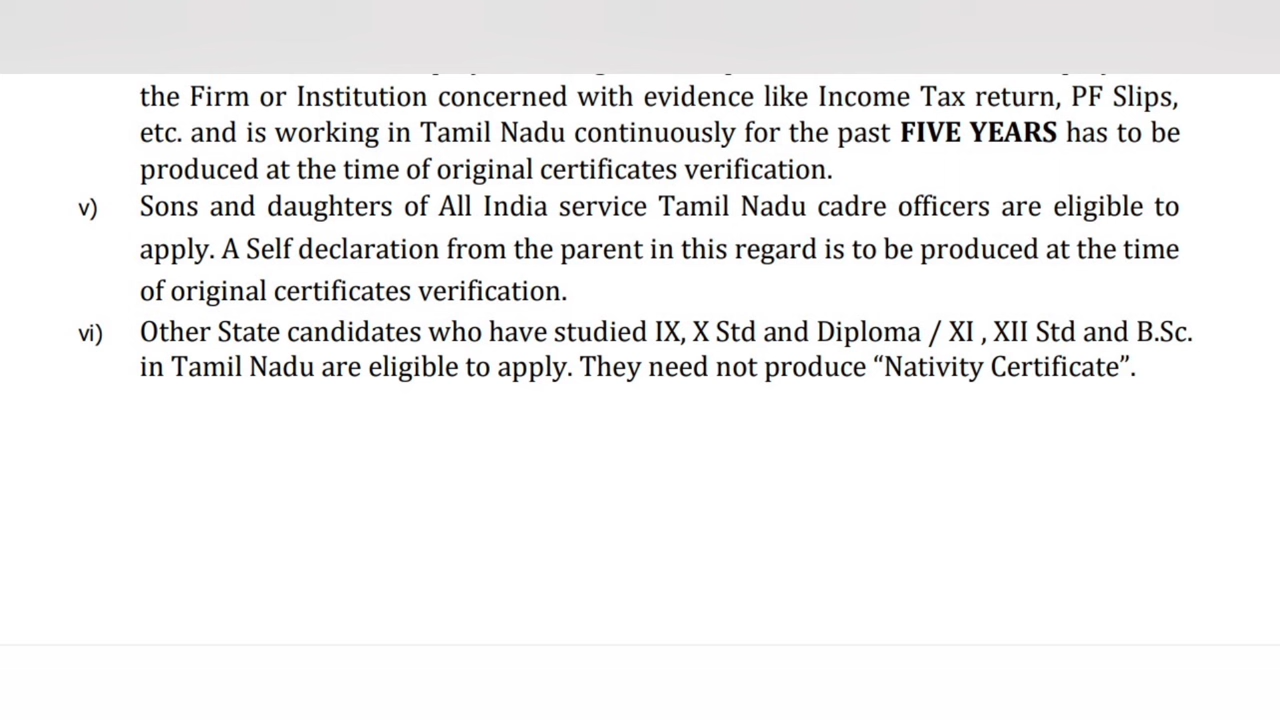 the Firm or Institution concerned with evidence like Income Tax return, PF Slips,
etc. and is working in Tamil Nadu continuously for the past FIVE YEARS has to be
produced at the time of original certificates verification.
v) Sons and daughters of All India service Tamil Nadu cadre officers are eligible to
apply. A Self declaration from the parent in this regard is to be produced at the time
of original certificates verification.
vi) Other State candidates who have studied IX, X Std and Diploma / XI , XII Std and B.Sc.
in Tamil Nadu are eligible to apply. They need not produce “Nativity Certificate”.